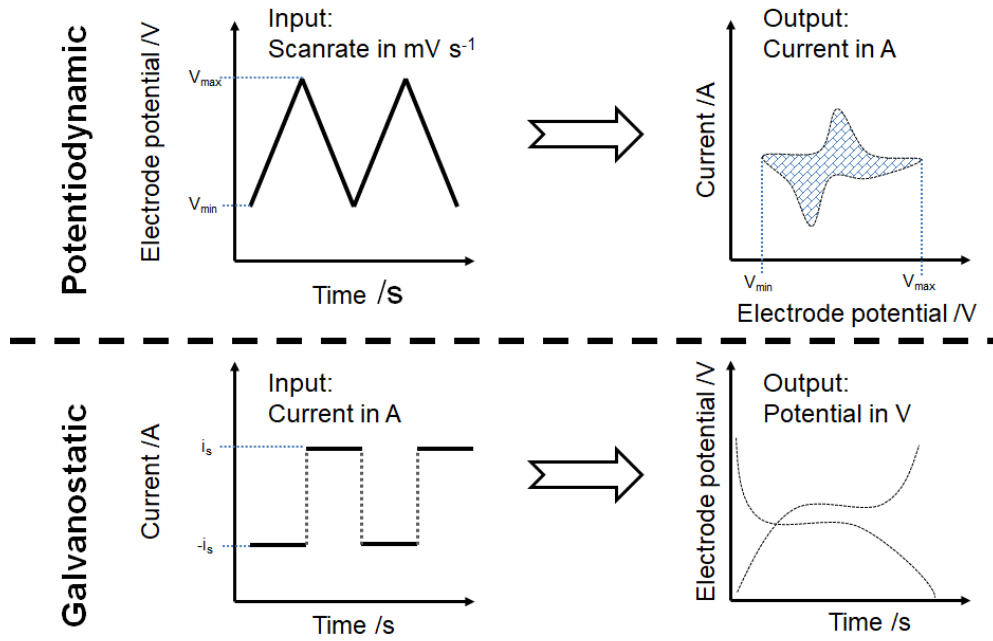 Potentiodynamic
Electrode potential /V
Input:
Scanrate in mV s⁻¹
Vmax
Vmin
Time /s
Output:
Current in A
Current /A
Vmin
Vmax
Electrode potential /V
Galvanostatic
Current /A
Input:
Current in A
is
-is
Time /s
Electrode potential /V
Output:
Potential in V
Time /s